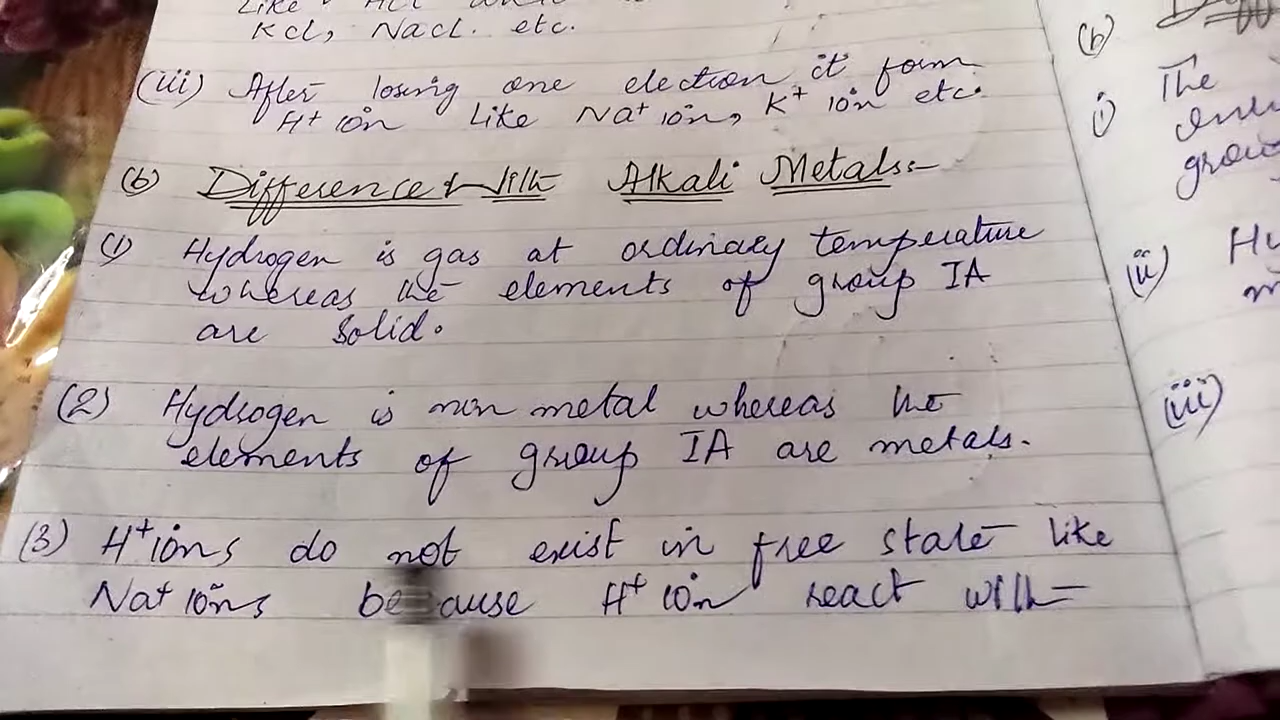 Like HCl
KCl, NaCl. etc.
(iii) After losing one electron it form
H+ ion Like Na+ ion, K+ ion etc.
(b) Difference With Alkali Metals:-
(1) Hydrogen is gas at ordinary temperature
whereas the elements of group IA
are solid.
(2) Hydrogen is non metal whereas the
elements of group IA are metals.
(3) H+ ions do not exist in free state like
Na+ ions because H+ ion react with
(b)
i) The
(ii)
(iii)